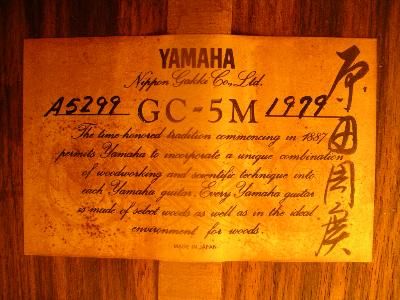 YAMAHA
Nippon Gakki Co., Ltd.
A5299 GC-5M 1979
The time honored tradition commencing in 1887
permits Yamaha to incorporate a unique combination
of woodworking and scientific technique into
each Yamaha guitar. Every Yamaha guitar
is made of select woods as well as in the ideal
environment for woods.
MADE IN JAPAN
原田周廣